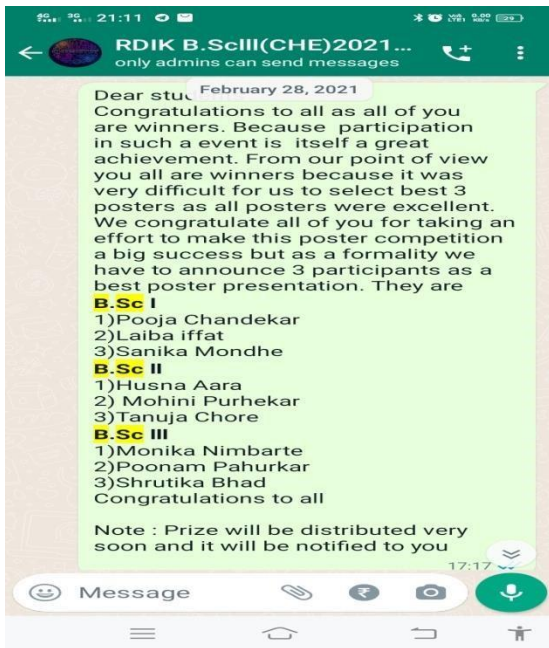 4G 3G 21:11 VoI 0.00 KB/s 29
RDIK B.ScIII(CHE)2021...
only admins can send messages
February 28, 2021
Dear
Congratulations to all as all of you
are winners. Because participation
in such a event is itself a great
achievement. From our point of view
you all are winners because it was
very difficult for us to select best 3
posters as all posters were excellent.
We congratulate all of you for taking an
effort to make this poster competition
a big success but as a formality we
have to announce 3 participants as a
best poster presentation. They are
B.Sc I
1)Pooja Chandekar
2)Laiba iffat
3)Sanika Mondhe
B.Sc II
1)Husna Aara
2) Mohini Purhekar
3)Tanuja Chore
B.Sc III
1)Monika Nimbarte
2)Poonam Pahurkar
3)Shrutika Bhad
Congratulations to all
Note : Prize will be distributed very
soon and it will be notified to you
17:17
Message